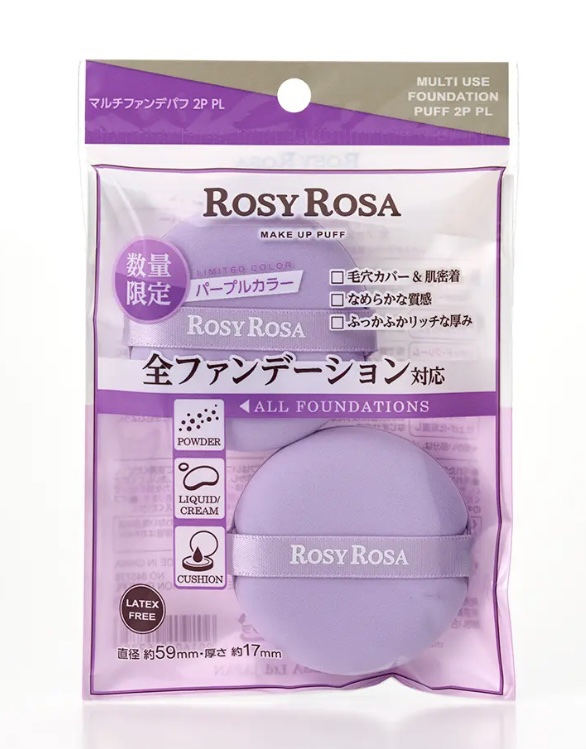 マルチファンデパフ 2P PL
MULTI USE
FOUNDATION
PUFF 2P PL
ROSY ROSA
MAKE UP PUFF
数量
限定
LIMITED COLOR
パープルカラー
毛穴カバー&肌密着
なめらかな質感
ふっかふかリッチな厚み
ROSY ROSA
全ファンデーション対応
ALL FOUNDATIONS
POWDER
LIQUID/
CREAM
CUSHION
ROSY ROSA
LATEX
FREE
直径 約59mm・厚さ 約17mm